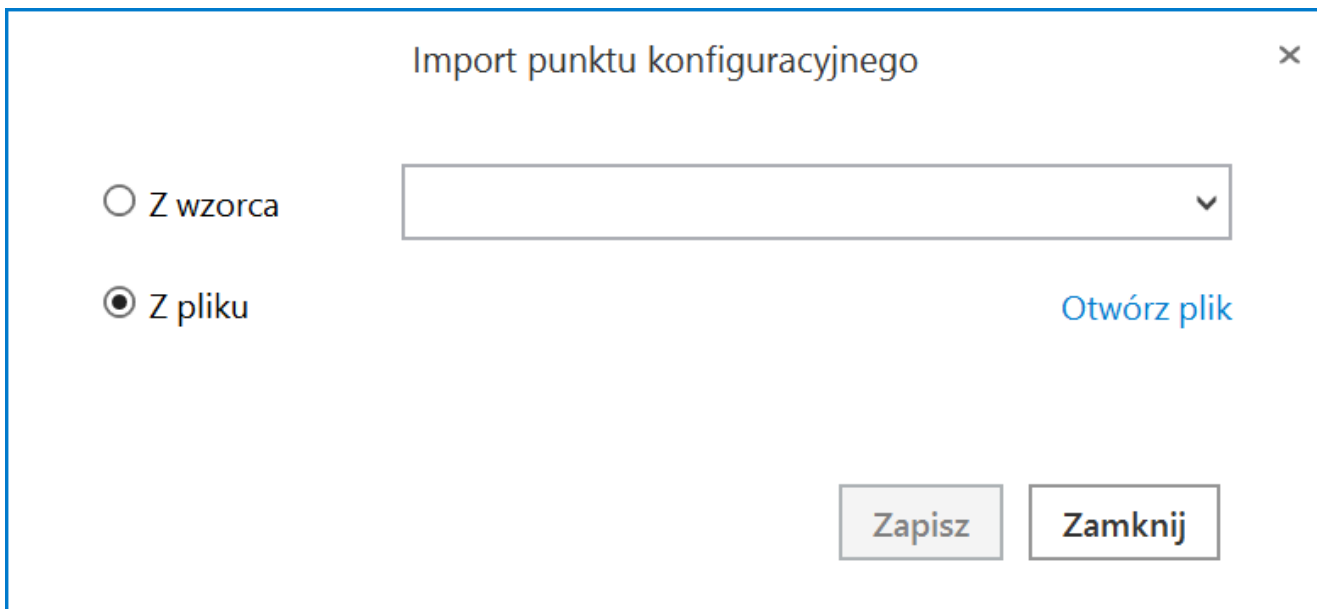 Import punktu konfiguracyjnego
Z wzorca
Z pliku Otwórz plik
Zapisz Zamknij